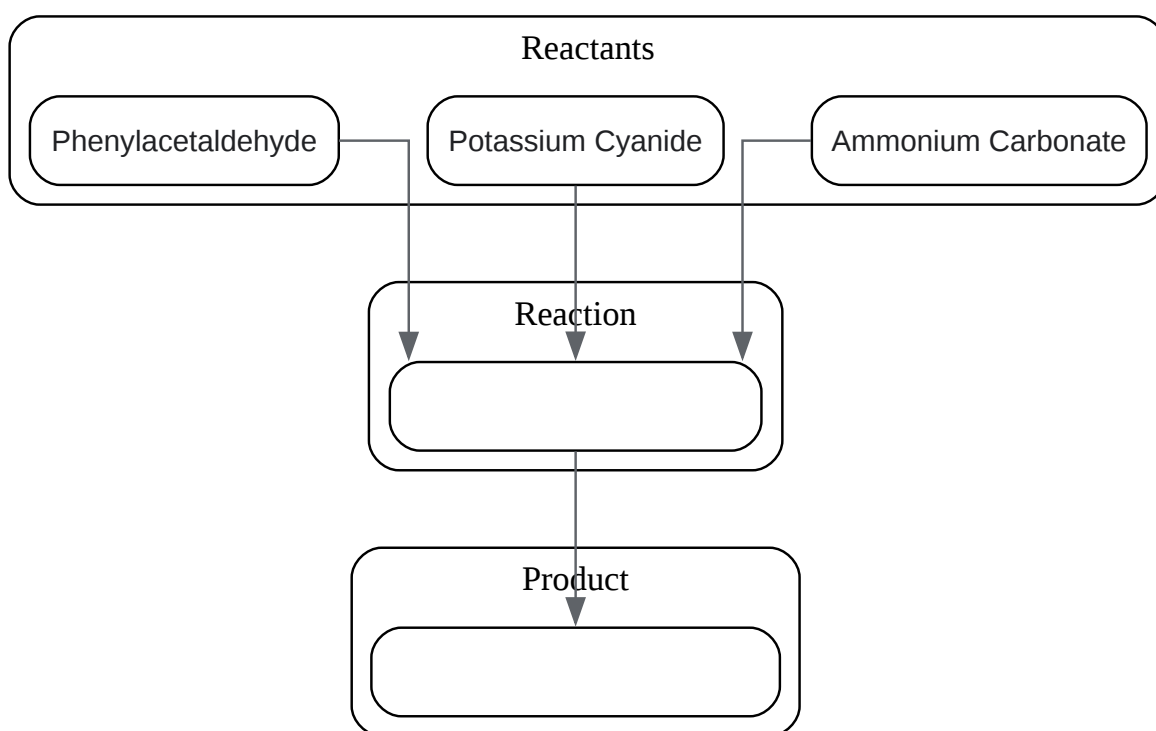 Reactants
Phenylacetaldehyde
Potassium Cyanide
Ammonium Carbonate
Reaction
Product